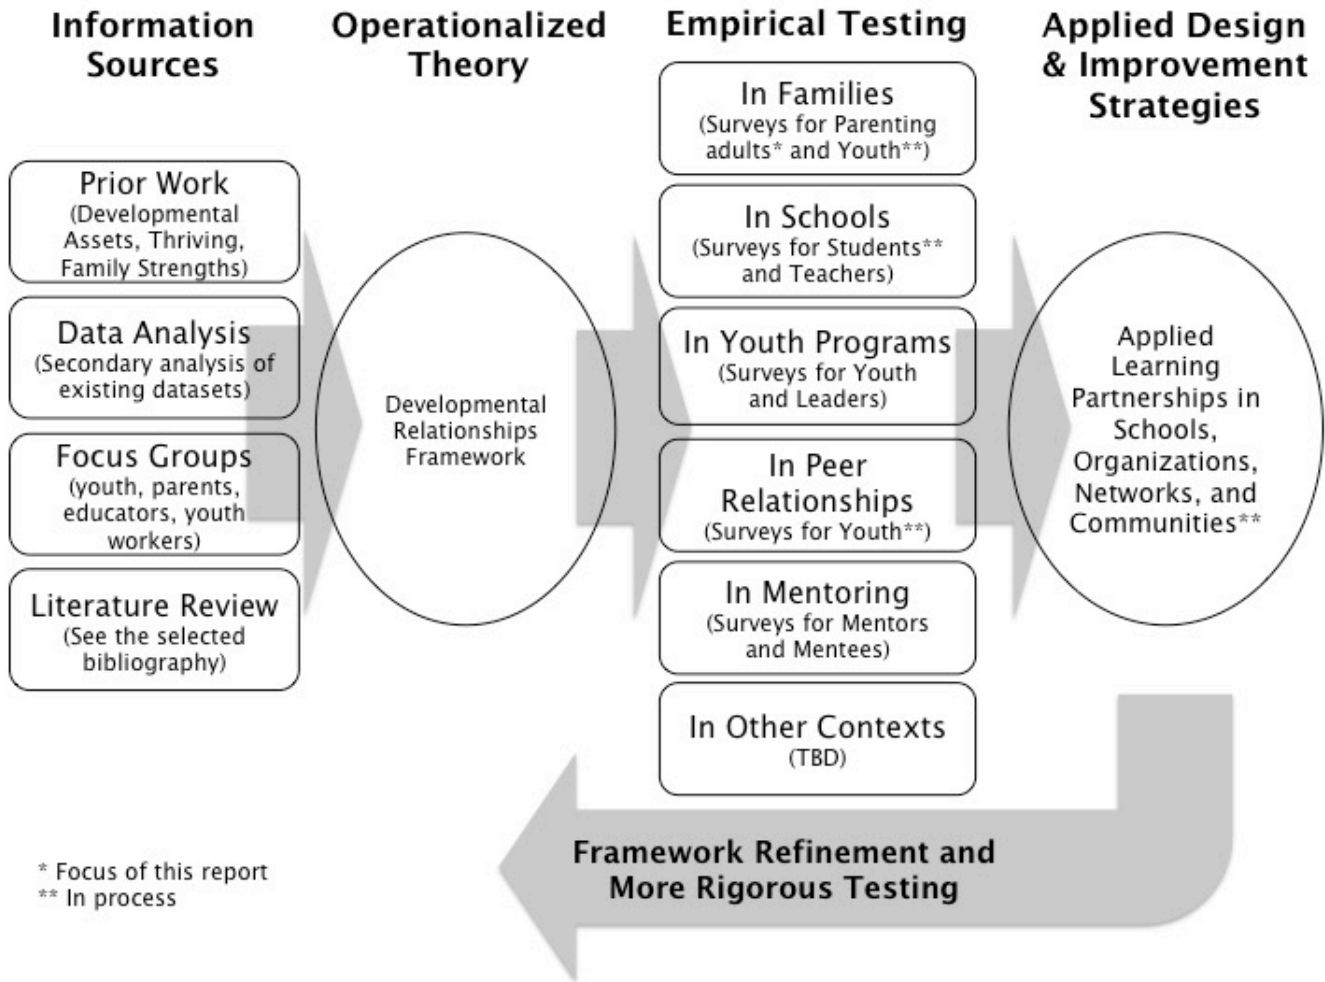 Information
Sources
Prior Work
(Developmental
Assets, Thriving,
Family Strengths)
Data Analysis
(Secondary analysis of
existing datasets)
Focus Groups
(youth, parents,
educators, youth
workers)
Literature Review
(See the selected
bibliography)
Operationalized
Theory
Developmental
Relationships
Framework
Empirical Testing
In Families
(Surveys for Parenting
adults* and Youth**)
In Schools
(Surveys for Students**
and Teachers)
In Youth Programs
(Surveys for Youth
and Leaders)
In Peer
Relationships
(Surveys for Youth**)
In Mentoring
(Surveys for Mentors
and Mentees)
In Other Contexts
(TBD)
Applied Design
& Improvement
Strategies
Applied
Learning
Partnerships in
Schools,
Organizations,
Networks, and
Communities**
Framework Refinement and
More Rigorous Testing
* Focus of this report
** In process